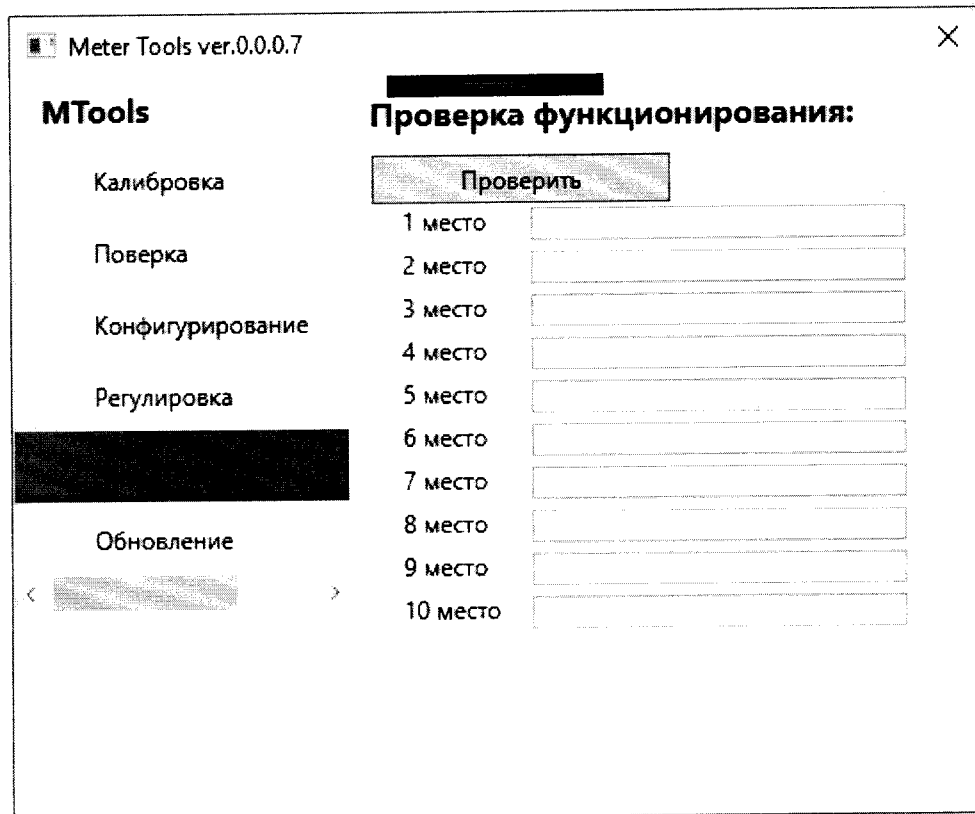 Meter Tools ver.0.0.0.7
MTools
Калибровка
Поверка
Конфигурирование
Регулировка
Обновление
Проверка функционирования:
Проверить
1 место
2 место
3 место
4 место
5 место
6 место
7 место
8 место
9 место
10 место